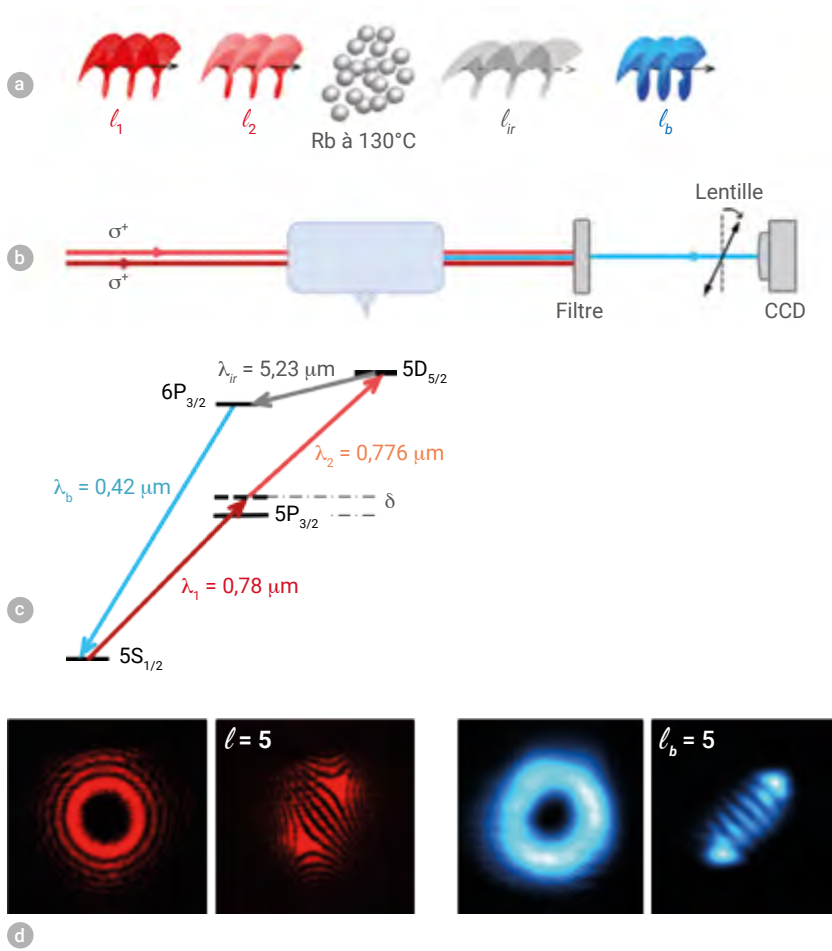 a
ℓ1
ℓ2
Rb à 130°C
ℓir
ℓb
b
σ+
σ+
Lentille
Filtre
CCD
c
λir = 5,23 µm
5D5/2
6P3/2
λ2 = 0,776 µm
λb = 0,42 µm
δ
5P3/2
λ1 = 0,78 µm
5S1/2
ℓ = 5
ℓb = 5
d